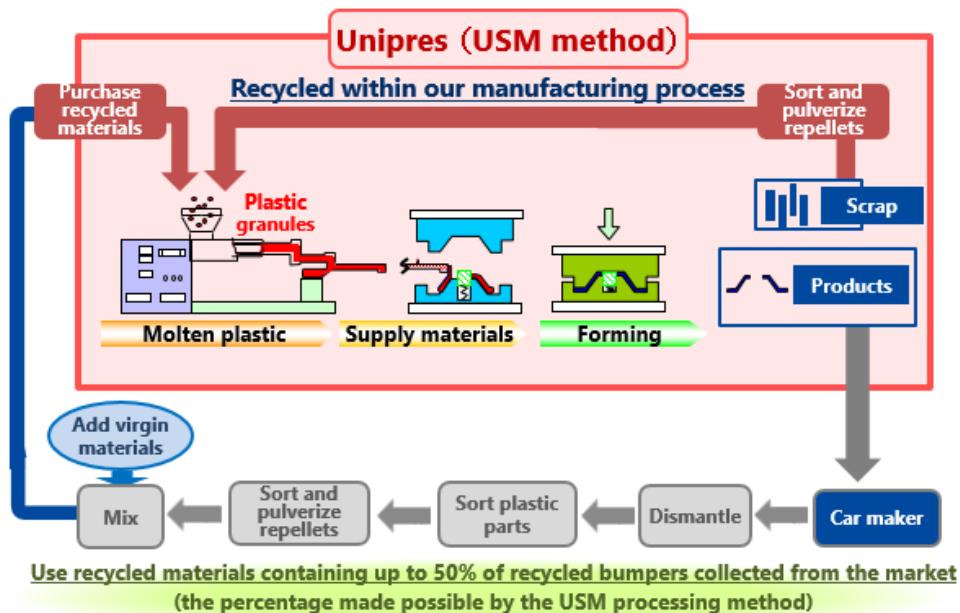 Unipres (USM method)
Recycled within our manufacturing process
Purchase
recycled
materials
Sort and
pulverize
repellets
Plastic
granules
Scrap
Products
Molten plastic
Supply materials
Forming
Add virgin
materials
Mix
Sort and
pulverize
repellets
Sort plastic
parts
Dismantle
Car maker
Use recycled materials containing up to 50% of recycled bumpers collected from the market
(the percentage made possible by the USM processing method)